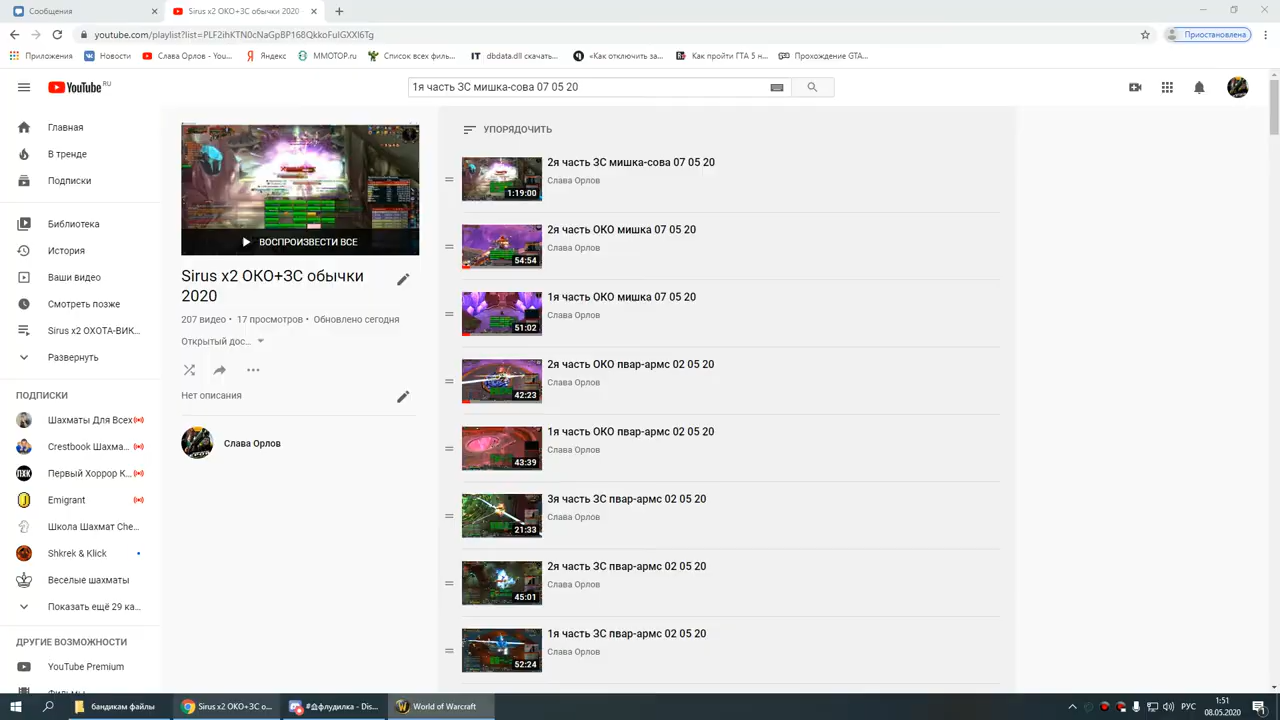 Сообщения
Sirus x2 ОКО+ЗС обычки 2020 -
youtube.com/playlist?list=PLF2ihKTN0cNaGpBP168QkkoFulGXXl6Tg
Приостановлена
Приложения
Новости
Слава Орлов - You...
Яндекс
MMOTOP.ru
Список всех филь...
dbdata.dll скачать...
«Как отключить за...
Как пройти ГТА 5 н...
Прохождение GTA...
YouTube RU
1я часть ЗС мишка-сова 07 05 20
Главная
В тренде
Подписки
Библиотека
История
Ваши видео
Смотреть позже
Sirus x2 ОХОТА-ВИК...
Развернуть
ПОДПИСКИ
Шахматы Для Всех
Crestbook Шахма...
Первый Хоррор К...
Emigrant
Школа Шахмат Che...
Shkrek & Klick
Веселые шахматы
Показать ещё 29 ка...
ДРУГИЕ ВОЗМОЖНОСТИ
YouTube Premium
Фильмы
ВОСПРОИЗВЕСТИ ВСЕ
Sirus x2 ОКО+ЗС обычки
2020
207 видео • 17 просмотров • Обновлено сегодня
Открытый дос...
Нет описания
Слава Орлов
УПОРЯДОЧИТЬ
2я часть ЗС мишка-сова 07 05 20
Слава Орлов
1:19:00
2я часть ОКО мишка 07 05 20
Слава Орлов
54:54
1я часть ОКО мишка 07 05 20
Слава Орлов
51:02
2я часть ОКО пвар-армс 02 05 20
Слава Орлов
42:23
1я часть ОКО пвар-армс 02 05 20
Слава Орлов
43:39
3я часть ЗС пвар-армс 02 05 20
Слава Орлов
21:33
2я часть ЗС пвар-армс 02 05 20
Слава Орлов
45:01
1я часть ЗС пвар-армс 02 05 20
Слава Орлов
52:24
бандикам файлы
Sirus x2 ОКО+ЗС о...
World of Warcraft
РУС
1:51
08.05.2020